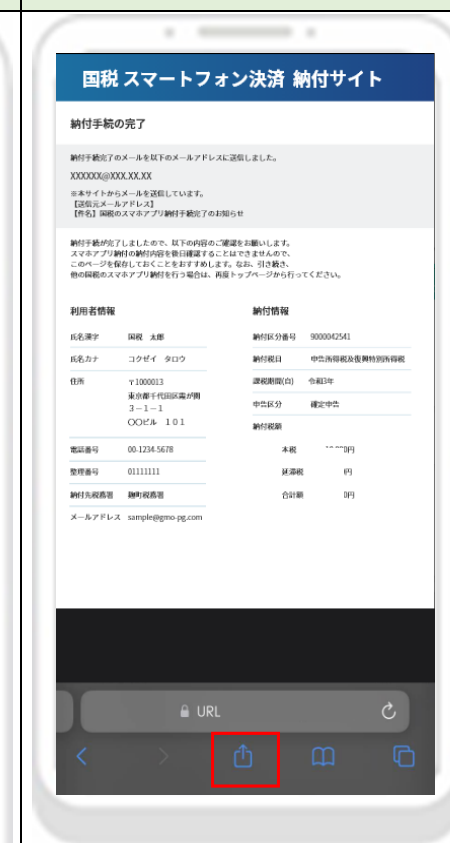 国税 スマートフォン決済 納付サイト
納付手続の完了
納付手続完了のメールを以下のメールアドレスに送信しました。
XXXXXX@XXX.XX.XX
※本サイトからメールを送信しています。
【送信元メールアドレス】
【件名】国税のスマホアプリ納付手続完了のお知らせ
納付手続が完了しましたので、以下の内容のご確認をお願いします。
スマホアプリ納付の納付内容を後日確認することはできませんので、
このページを保存しておくことをおすすめします。なお、引き続き、
他の国税のスマホアプリ納付を行う場合は、再度トップページから行ってください。
利用者情報
氏名漢字 国税 太郎
氏名カナ コクゼイ タロウ
住所 〒1000013
東京都千代田区霞が関
3－1－1
〇〇ビル 101
電話番号 00-1234-5678
整理番号 01111111
納付先税務署 麹町税務署
メールアドレス sample@gmo-pg.com
納付情報
納付区分番号 9000042541
納付税目 申告所得税及復興特別所得税
課税期間(自) 令和3年
申告区分 確定申告
納付税額
本税 円
延滞税 円
合計額 0円
URL